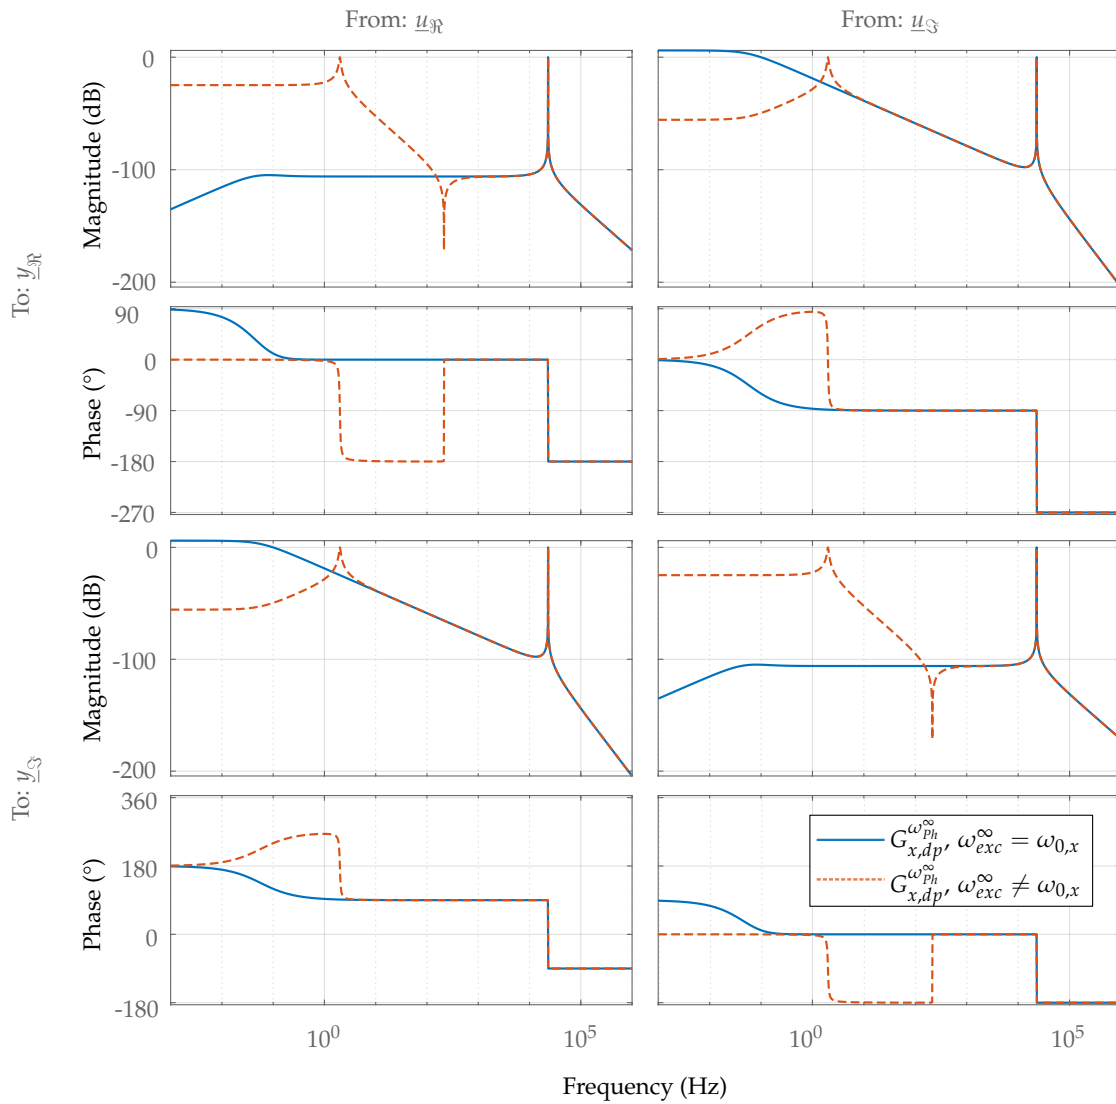 From: u_ℜ
From: u_ℑ
To: y_ℜ
Magnitude (dB)
0
-100
-200
Phase (°)
90
0
-90
-180
-270
To: y_ℑ
Magnitude (dB)
0
-100
-200
Phase (°)
360
180
0
-180
G_{x,dp}^{ω_{Ph}^∞}, ω_{exc}^∞ = ω_{0,x}
G_{x,dp}^{ω_{Ph}^∞}, ω_{exc}^∞ ≠ ω_{0,x}
10^0
10^5
10^0
10^5
Frequency (Hz)